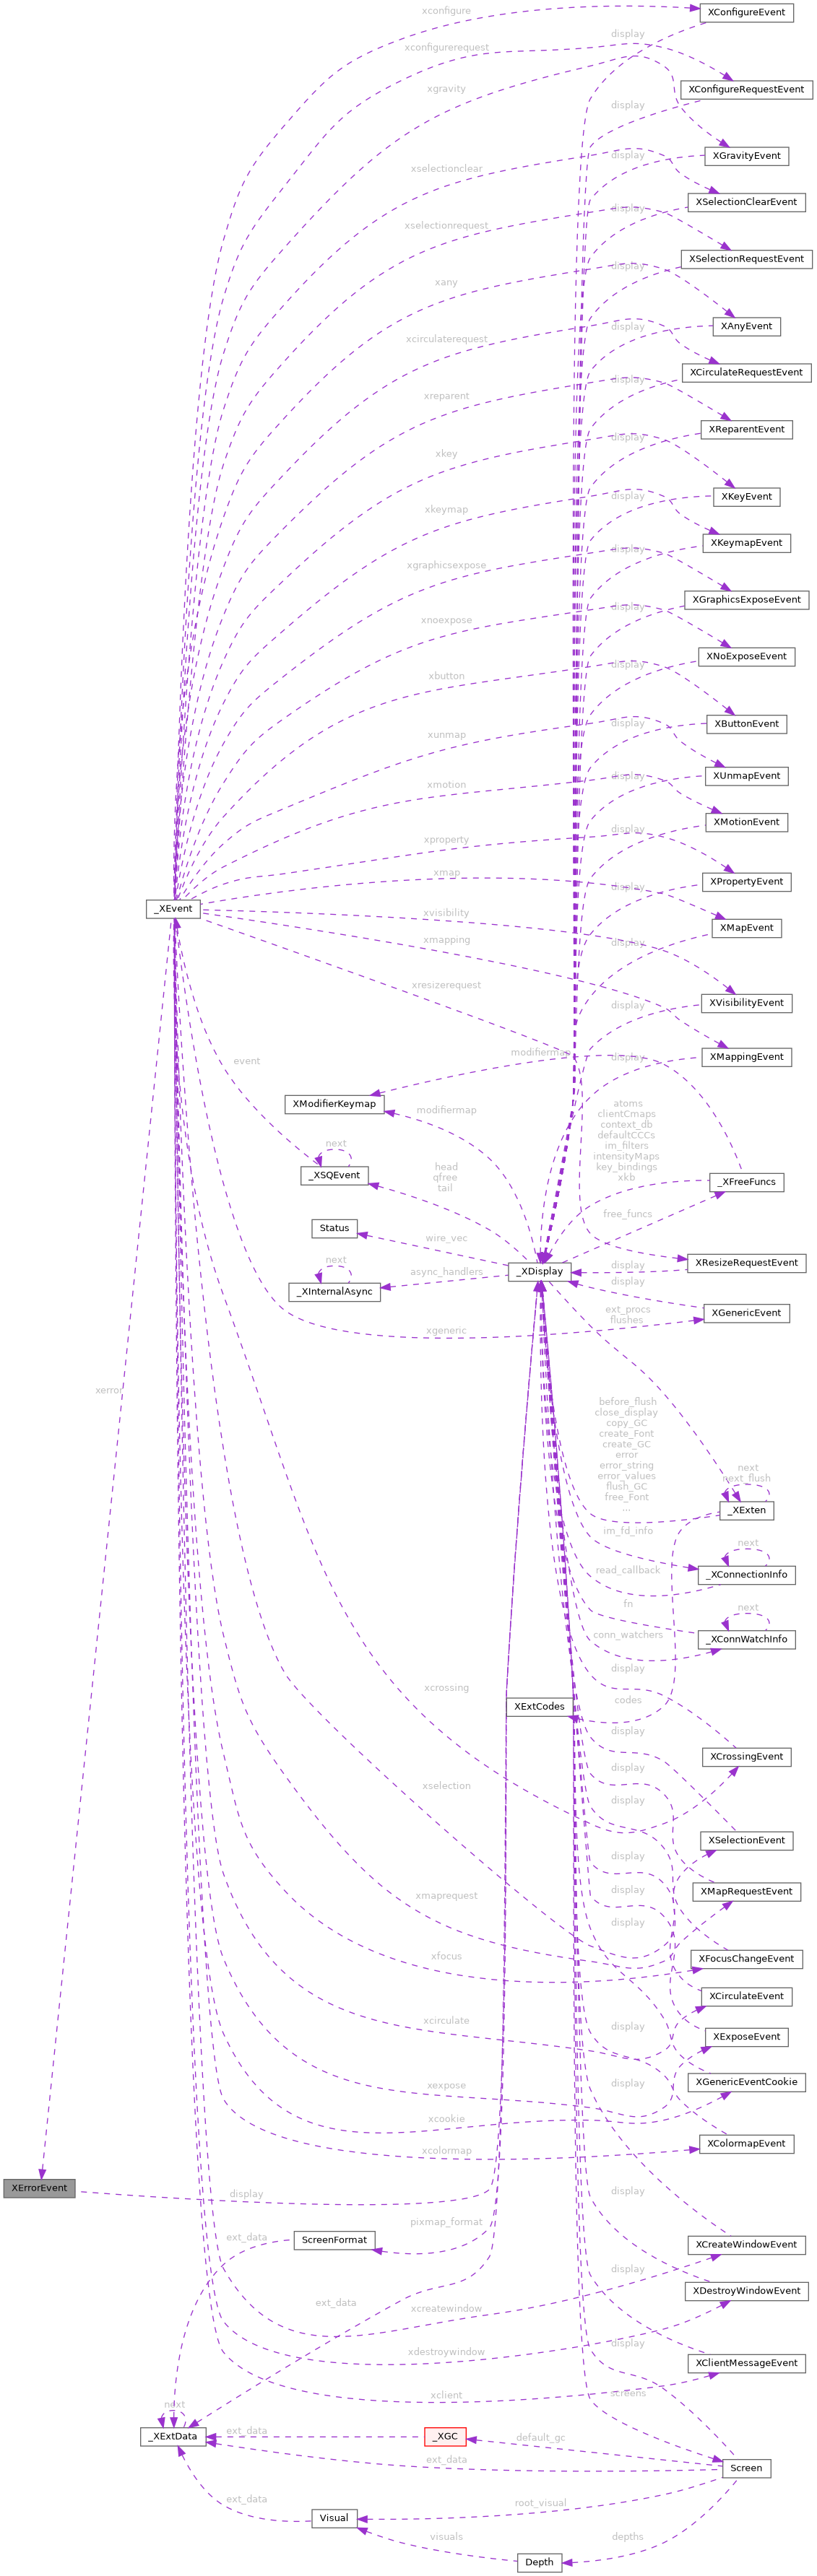 xconfigure
XConfigureEvent
display
xconfigurerequest
XConfigureRequestEvent
xgravity
display
XGravityEvent
display
xselectionclear
XSelectionClearEvent
display
xselectionrequest
XSelectionRequestEvent
display
xany
XAnyEvent
display
xcirculaterequest
XCirculateRequestEvent
display
xreparent
XReparentEvent
display
xkey
XKeyEvent
display
xkeymap
XKeymapEvent
display
xgraphicsexpose
XGraphicsExposeEvent
display
xnoexpose
XNoExposeEvent
display
xbutton
XButtonEvent
display
xunmap
XUnmapEvent
display
xmotion
XMotionEvent
display
xproperty
XPropertyEvent
xmap
display
_XEvent
xvisibility
XMapEvent
xmapping
display
xresizerequest
XVisibilityEvent
display
XMappingEvent
event
modifiermap
display
XModifierKeymap
modifiermap
atoms
clientCmaps
context_db
defaultCCCs
im_filters
intensityMaps
key_bindings
xkb
next
_XSQEvent
head
qfree
tail
_XFreeFuncs
free_funcs
Status
wire_vec
next
async_handlers
_XDisplay
display
XResizeRequestEvent
display
_XInternalAsync
XGenericEvent
xgeneric
ext_procs
flushes
xerror
before_flush
close_display
copy_GC
create_Font
create_GC
error
error_string
error_values
flush_GC
free_Font
...
next
next_flush
_XExten
im_fd_info
next
read_callback
_XConnectionInfo
fn
next
conn_watchers
_XConnWatchInfo
display
xcrossing
codes
XExtCodes
display
XCrossingEvent
display
xselection
display
XSelectionEvent
display
xmaprequest
display
XMapRequestEvent
display
xfocus
XFocusChangeEvent
xcirculate
display
XCirculateEvent
XExposeEvent
xexpose
display
XGenericEventCookie
xcookie
xcolormap
XColormapEvent
XErrorEvent
display
display
pixmap_format
ext_data
ScreenFormat
XCreateWindowEvent
display
ext_data
xcreatewindow
XDestroyWindowEvent
xdestroywindow
display
XClientMessageEvent
xclient
screens
next
_XExtData
ext_data
_XGC
default_gc
ext_data
Screen
ext_data
Visual
root_visual
visuals
depths
Depth